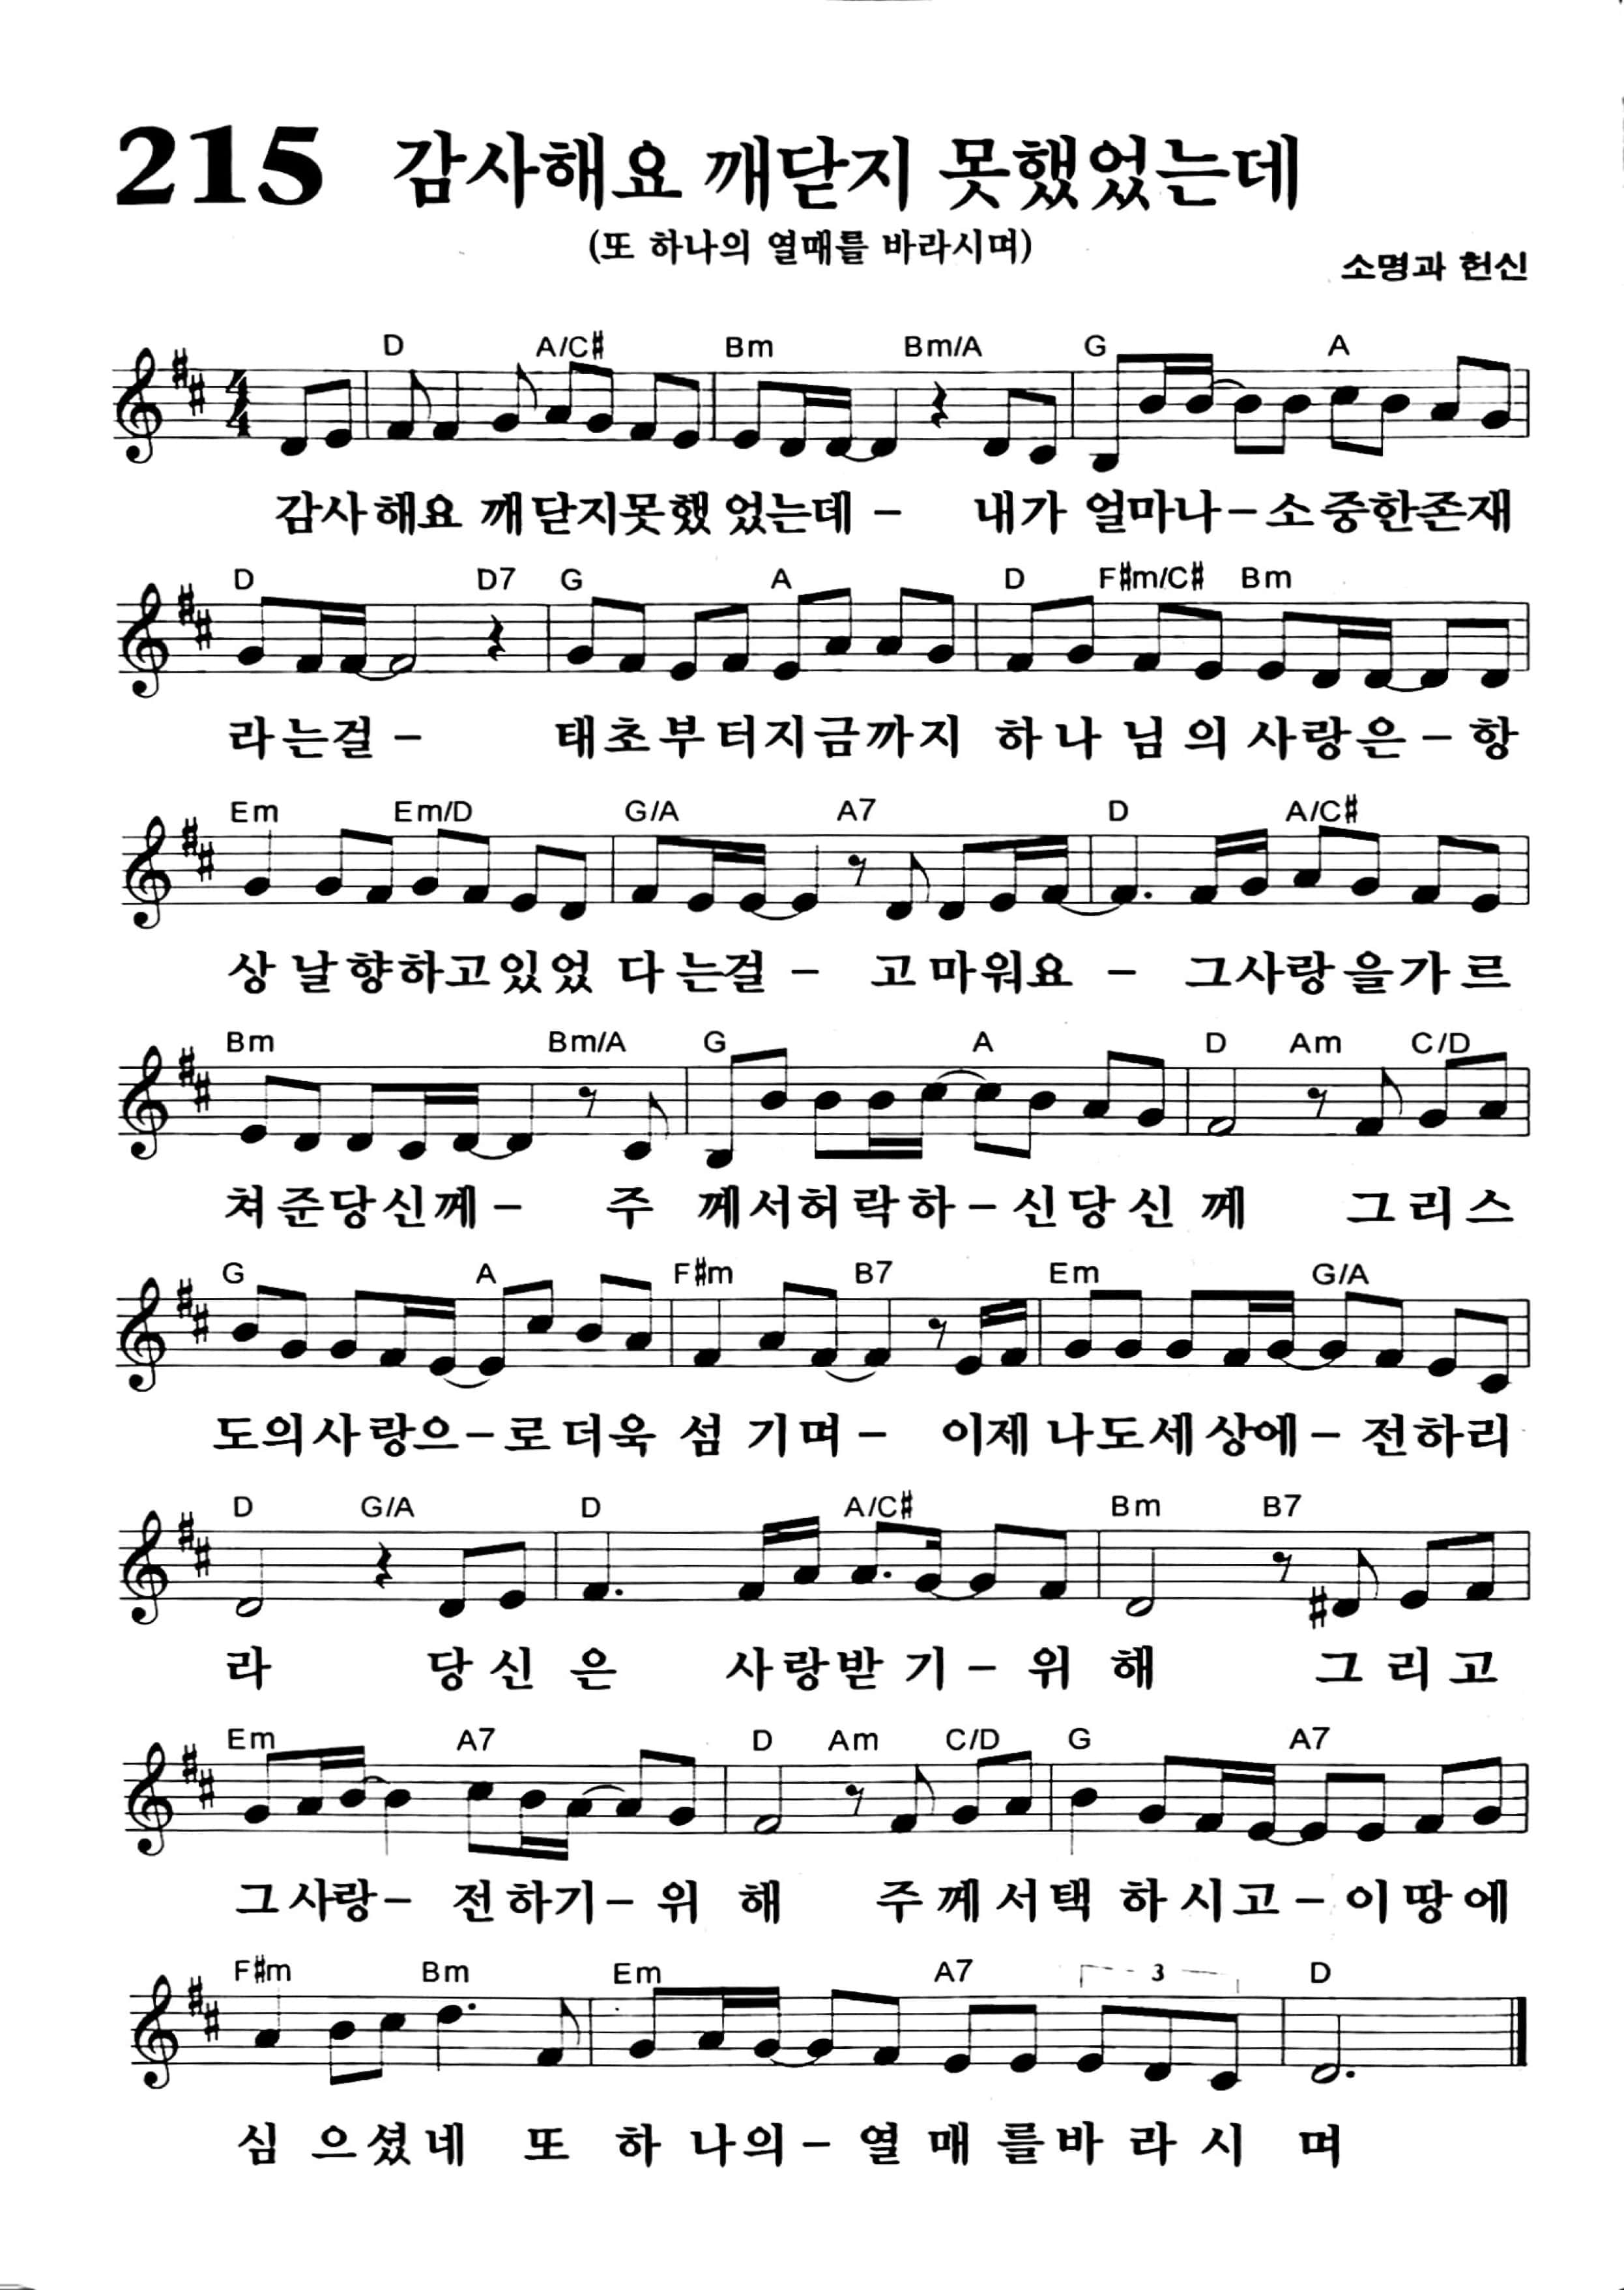 215 감사해요 깨닫지 못했었는데
(또 하나의 열매를 바라시며)
소명과 헌신
D A/C# Bm Bm/A G A
감사해요 깨닫지못했 었는데 – 내가 얼마나–소중한존재
D D7 G A D F#m/C# Bm
라는걸 – 태초부터지금까지 하나 님의 사랑은–항
Em Em/D G/A A7 D A/C#
상 날향하고있었 다는걸 – 고마워요 – 그사랑을가르
Bm Bm/A G A D Am C/D
쳐준당신께– 주 께서허락하–신당신 께 그리스
G A F#m B7 Em G/A
도의사랑으–로더욱 섬 기며– 이제 나도세상에–전하리
D G/A D A/C# Bm B7
라 당신 은 사랑받 기–위 해 그리고
Em A7 D Am C/D G A7
그사랑– 전하기–위 해 주께서택 하시고–이땅에
F#m Bm Em A7 3 D
심 으셨네 또 하 나의–열 매 를바 라 시 며